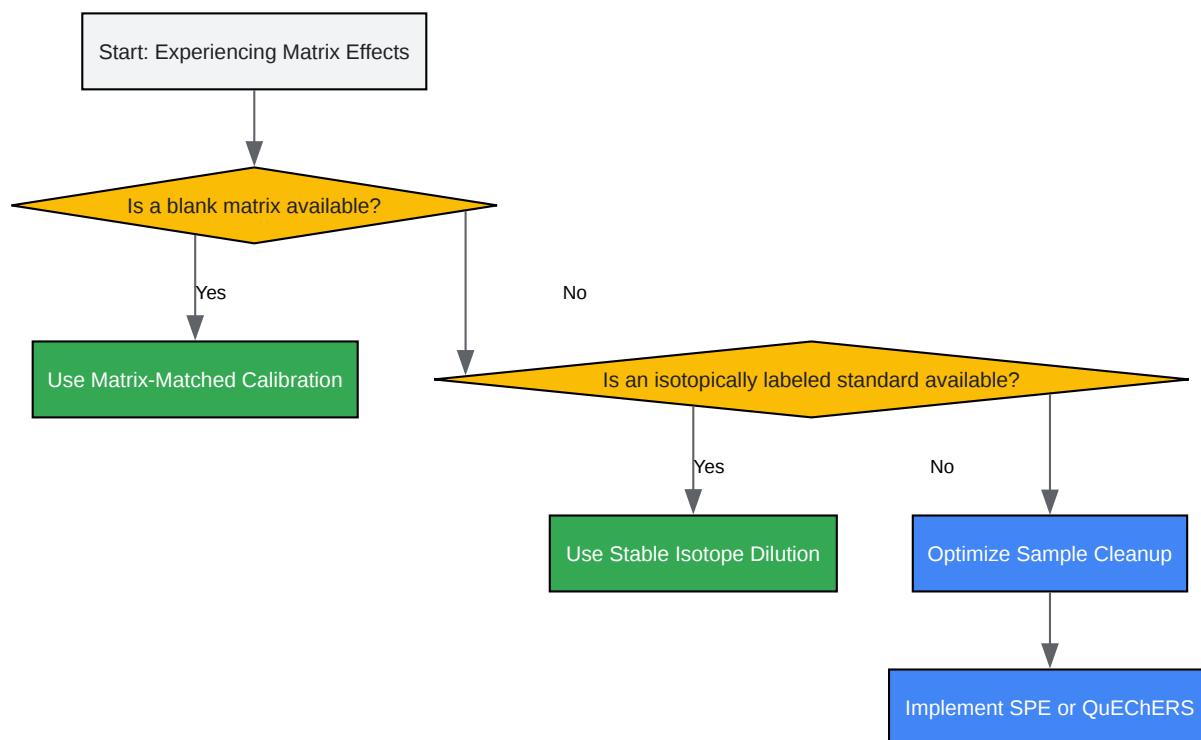 Start: Experiencing Matrix Effects
Is a blank matrix available?
Yes
No
Use Matrix-Matched Calibration
Is an isotopically labeled standard available?
Yes
No
Use Stable Isotope Dilution
Optimize Sample Cleanup
Implement SPE or QuEChERS